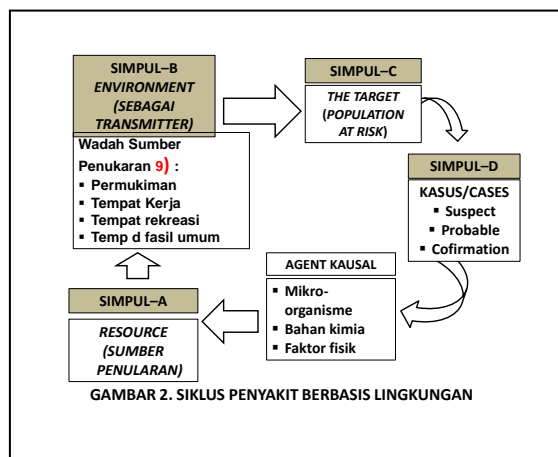 SIMPUL–B
ENVIRONMENT
(SEBAGAI
TRANSMITTER)
Wadah Sumber
Penukaran 9) :
▪ Permukiman
▪ Tempat Kerja
▪ Tempat rekreasi
▪ Temp d fasil umum
SIMPUL–C
THE TARGET
(POPULATION
AT RISK)
SIMPUL–D
KASUS/CASES
▪ Suspect
▪ Probable
▪ Cofirmation
AGENT KAUSAL
▪ Mikro-
organisme
▪ Bahan kimia
▪ Faktor fisik
SIMPUL–A
RESOURCE
(SUMBER
PENULARAN)
GAMBAR 2. SIKLUS PENYAKIT BERBASIS LINGKUNGAN